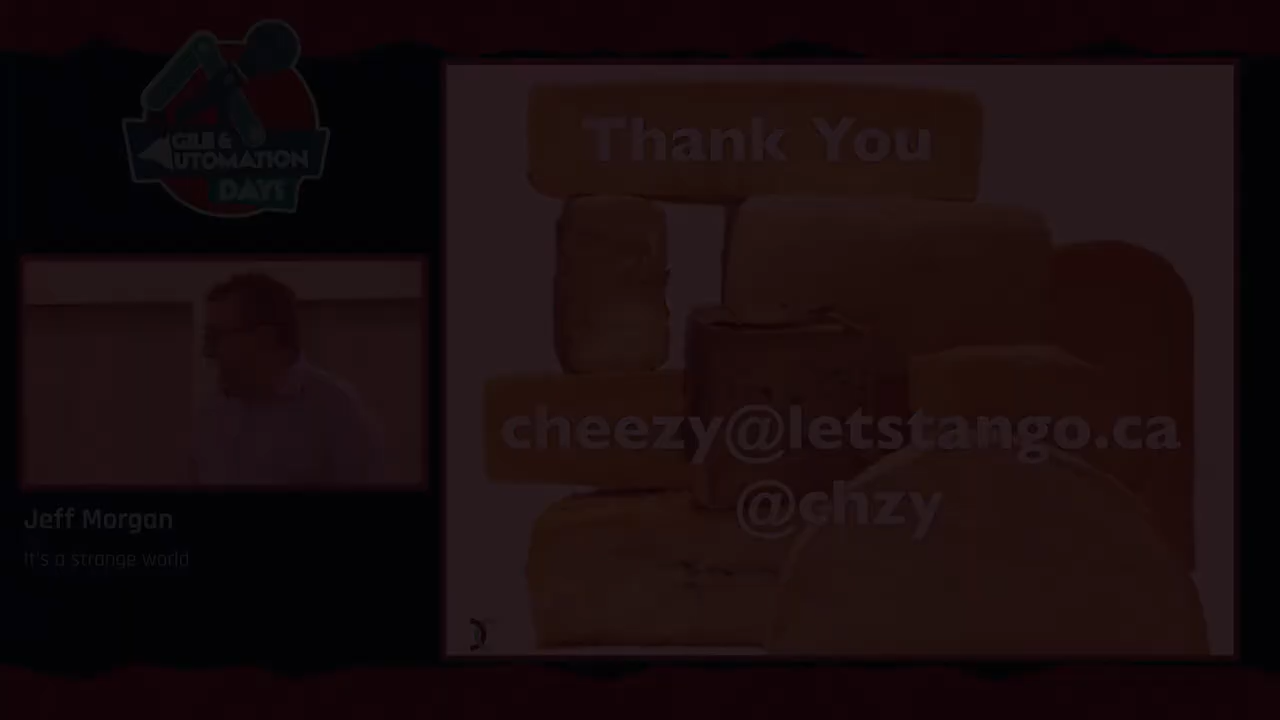 AGILE &
AUTOMATION
DAYS
Thank You
cheezy@letstango.ca
@chzy
Jeff Morgan
It's a strange world